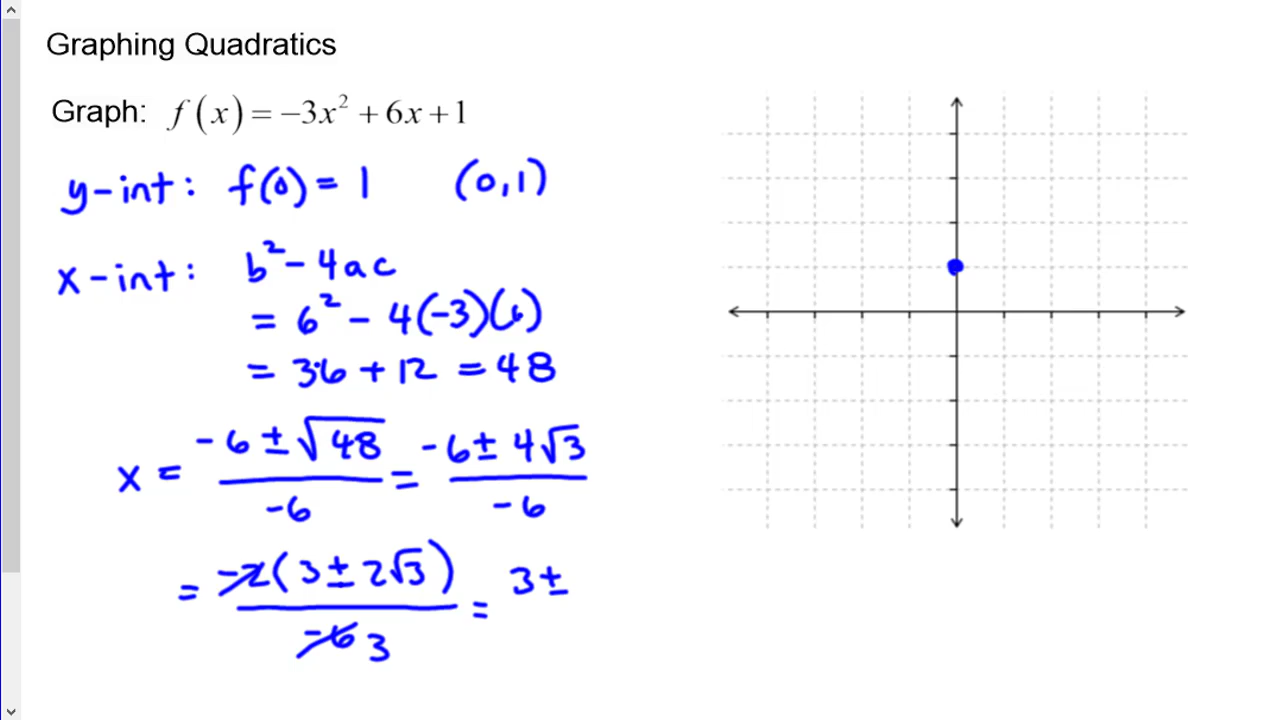 Graphing Quadratics
Graph: f(x) = −3x² + 6x + 1
y-int: f(0) = 1 (0,1)
x-int: b² - 4ac
= 6² - 4(-3)(1)
= 36 + 12 = 48
x = (-6 ± √48)/(-6) = (-6 ± 4√3)/(-6)
= -2(3 ± 2√3)/(-6) 3 = 3 ±